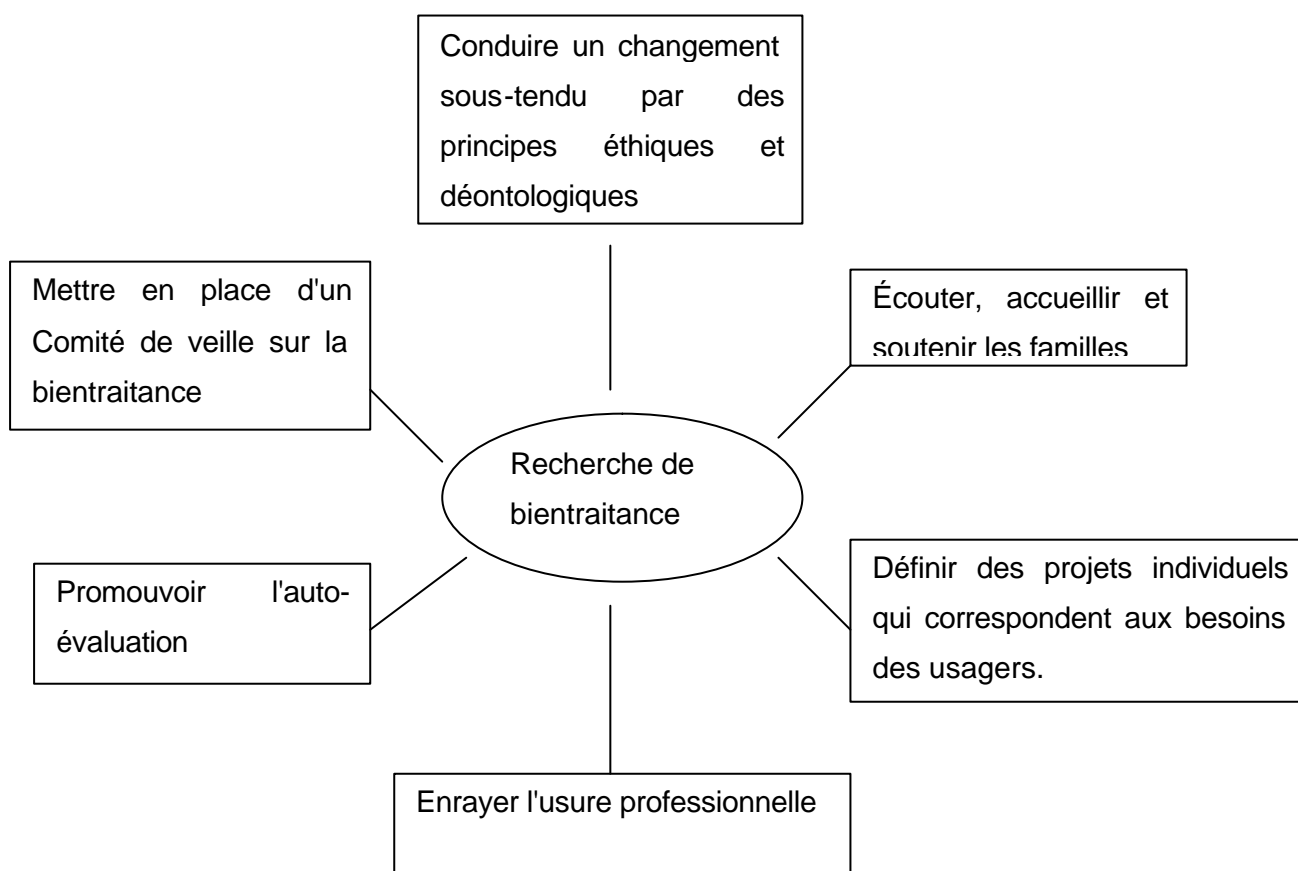 Conduire un changement
sous-tendu par des
principes éthiques et
déontologiques
Mettre en place d'un
Comité de veille sur la
bientraitance
Écouter, accueillir et
soutenir les familles
Recherche de
bientraitance
Promouvoir l'auto-
évaluation
Définir des projets individuels
qui correspondent aux besoins
des usagers.
Enrayer l'usure professionnelle